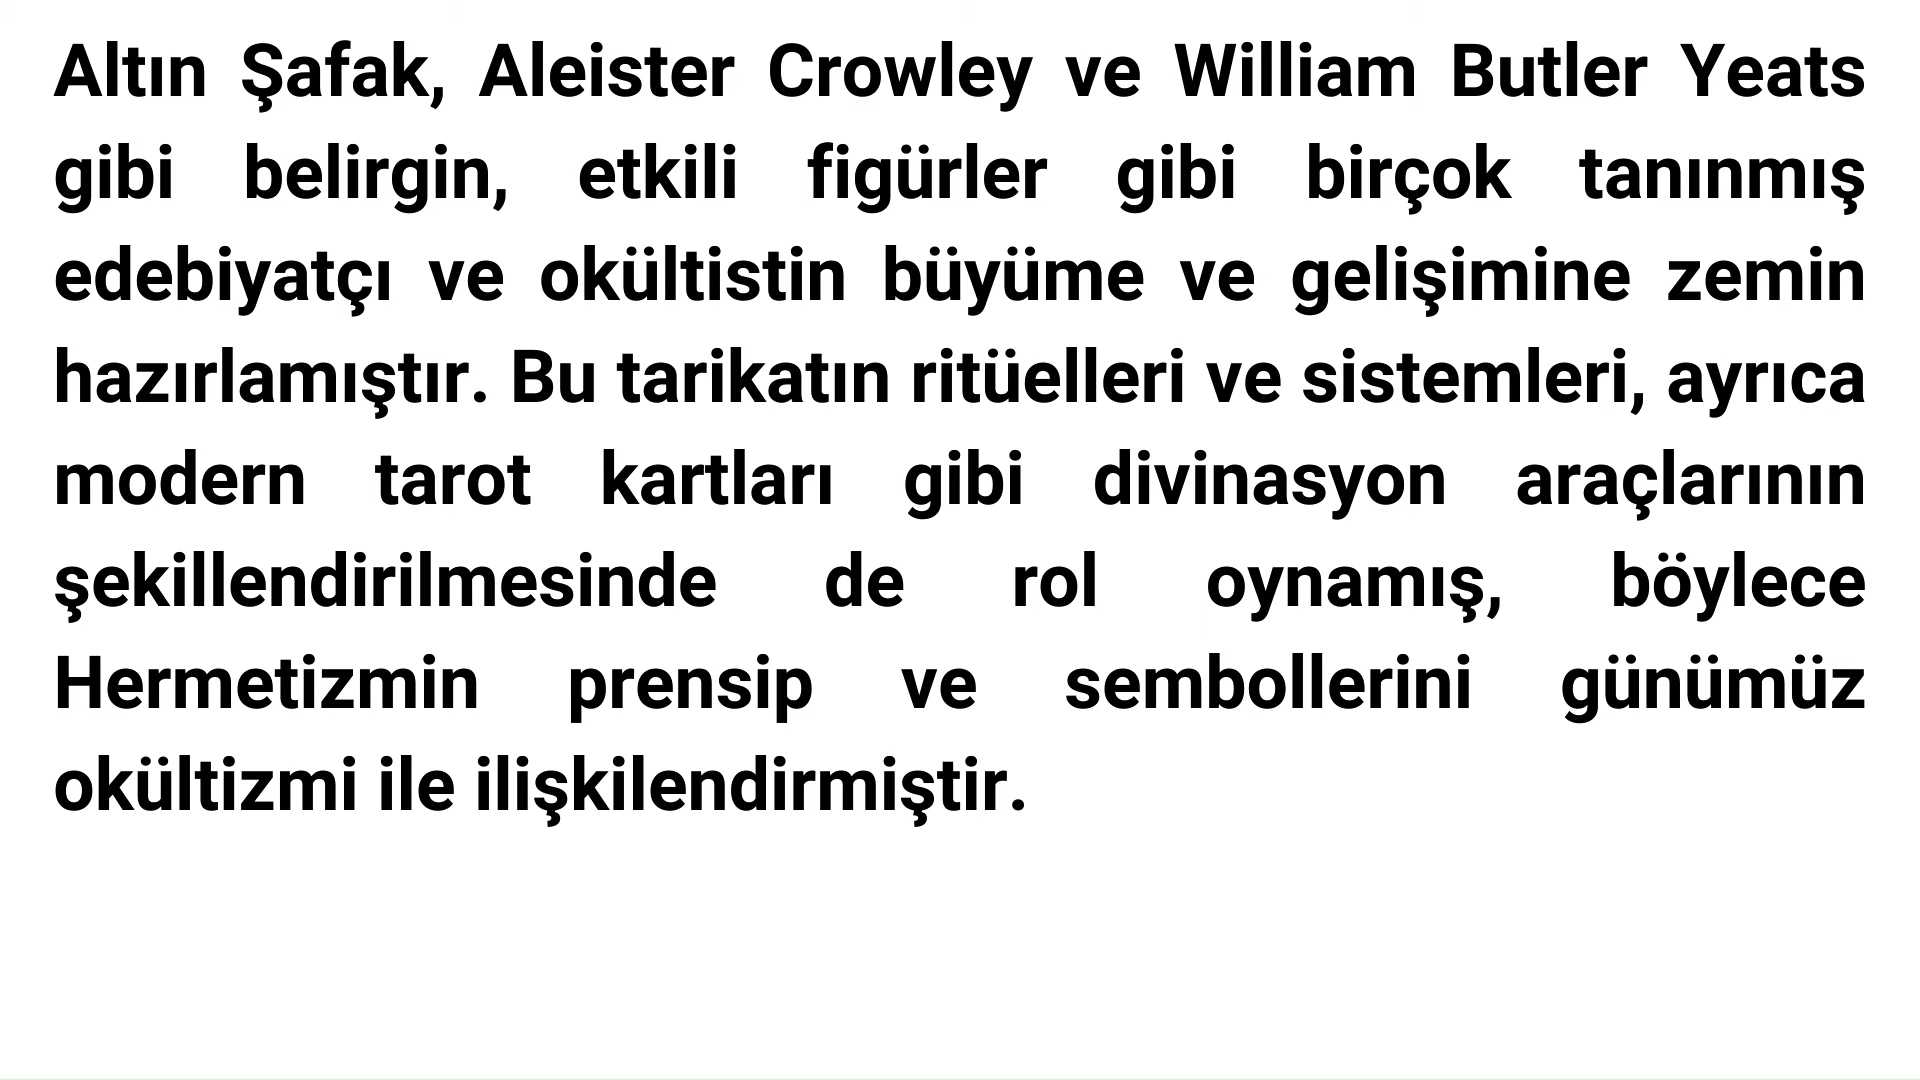 Altın Şafak, Aleister Crowley ve William Butler Yeats
gibi belirgin, etkili figürler gibi birçok tanınmış
edebiyatçı ve okültistin büyüme ve gelişimine zemin
hazırlamıştır. Bu tarikatın ritüelleri ve sistemleri, ayrıca
modern tarot kartları gibi divinasyon araçlarının
şekillendirilmesinde de rol oynamış, böylece
Hermetizmin prensip ve sembollerini günümüz
okültizmi ile ilişkilendirmiştir.